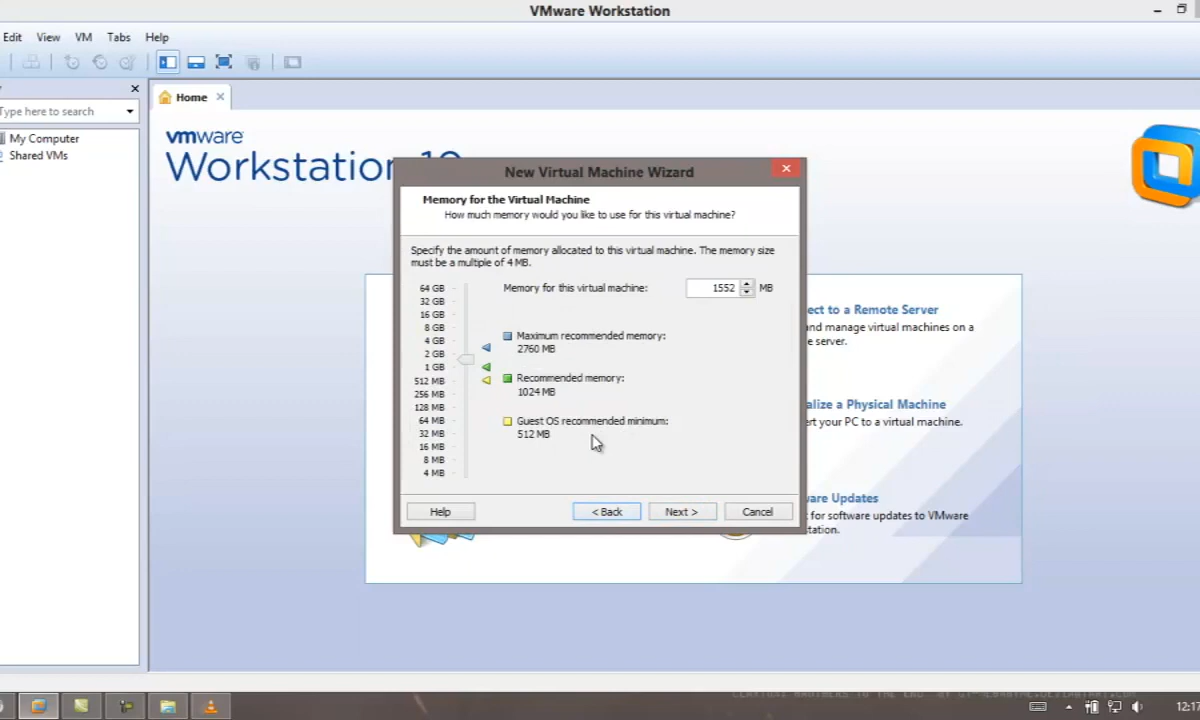 VMware Workstation
Edit View VM Tabs Help
Type here to search
My Computer
Shared VMs
Home
vmware
Workstation
New Virtual Machine Wizard
Memory for the Virtual Machine
How much memory would you like to use for this virtual machine?
Specify the amount of memory allocated to this virtual machine. The memory size
must be a multiple of 4 MB.
Memory for this virtual machine: 1552 MB
64 GB
32 GB
16 GB
8 GB
4 GB
2 GB
1 GB
512 MB
256 MB
128 MB
64 MB
32 MB
16 MB
8 MB
4 MB
Maximum recommended memory:
2760 MB
Recommended memory:
1024 MB
Guest OS recommended minimum:
512 MB
Help < Back Next > Cancel
ect to a Remote Server
and manage virtual machines on a
e server.
alize a Physical Machine
ert your PC to a virtual machine.
are Updates
for software updates to VMware
station.
12:17